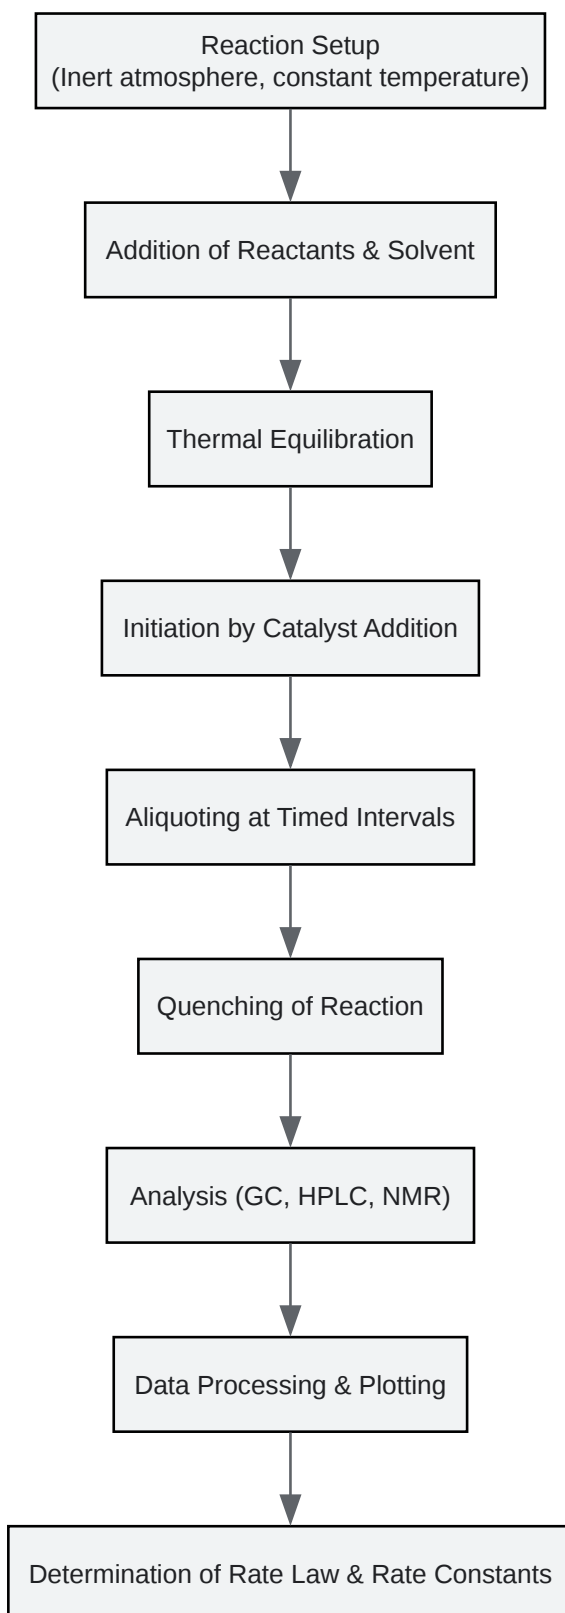 Reaction Setup
(Inert atmosphere, constant temperature)
Addition of Reactants & Solvent
Thermal Equilibration
Initiation by Catalyst Addition
Aliquoting at Timed Intervals
Quenching of Reaction
Analysis (GC, HPLC, NMR)
Data Processing & Plotting
Determination of Rate Law & Rate Constants